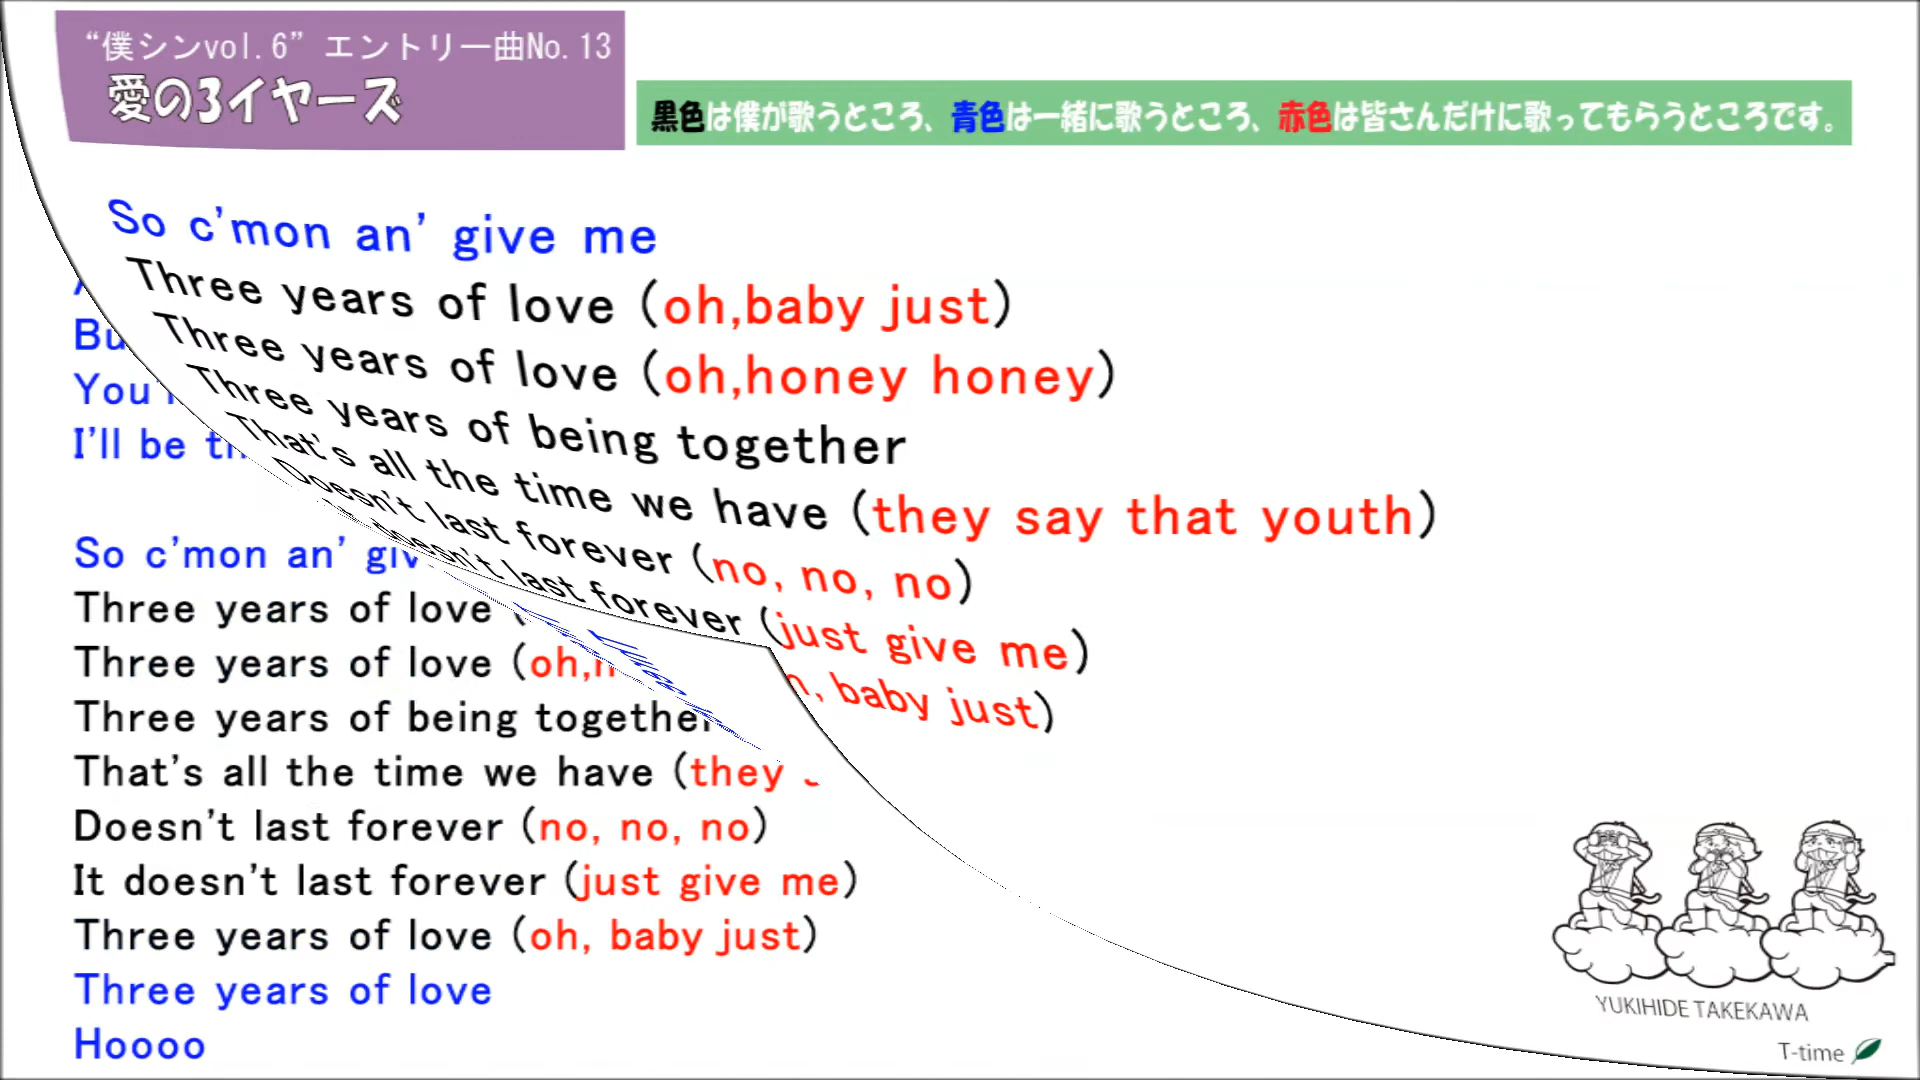 “僕シンvol.6” エントリー曲No.13
愛の3イヤーズ
黒色は僕が歌うところ、青色は一緒に歌うところ、赤色は皆さんだけに歌ってもらうところです。
So c’mon an’ give me
Three years of love (oh,baby just)
Three years of love (oh,honey honey)
Three years of being together
That’s all the time we have (they say that youth)
Doesn’t last forever (no, no, no)
doesn’t last forever (just give me)
baby just)
I’ll be
So c’mon an’
Three years of love
Three years of love (oh,
Three years of being together
That’s all the time we have (they
Doesn’t last forever (no, no, no)
It doesn’t last forever (just give me)
Three years of love (oh, baby just)
Three years of love
Hoooo
YUKIHIDE TAKEKAWA
T-time